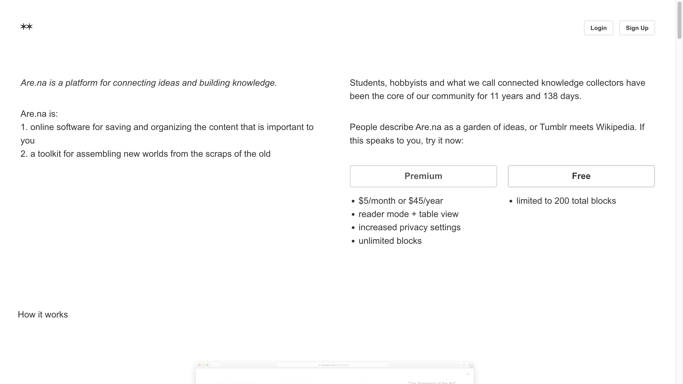 Login
Sign Up
Are.na is a platform for connecting ideas and building knowledge.
Are.na is:
1. online software for saving and organizing the content that is important to
you
2. a toolkit for assembling new worlds from the scraps of the old
Students, hobbyists and what we call connected knowledge collectors have
been the core of our community for 11 years and 138 days.
People describe Are.na as a garden of ideas, or Tumblr meets Wikipedia. If
this speaks to you, try it now:
Premium
• $5/month or $45/year
• reader mode + table view
• increased privacy settings
• unlimited blocks
Free
• limited to 200 total blocks
How it works